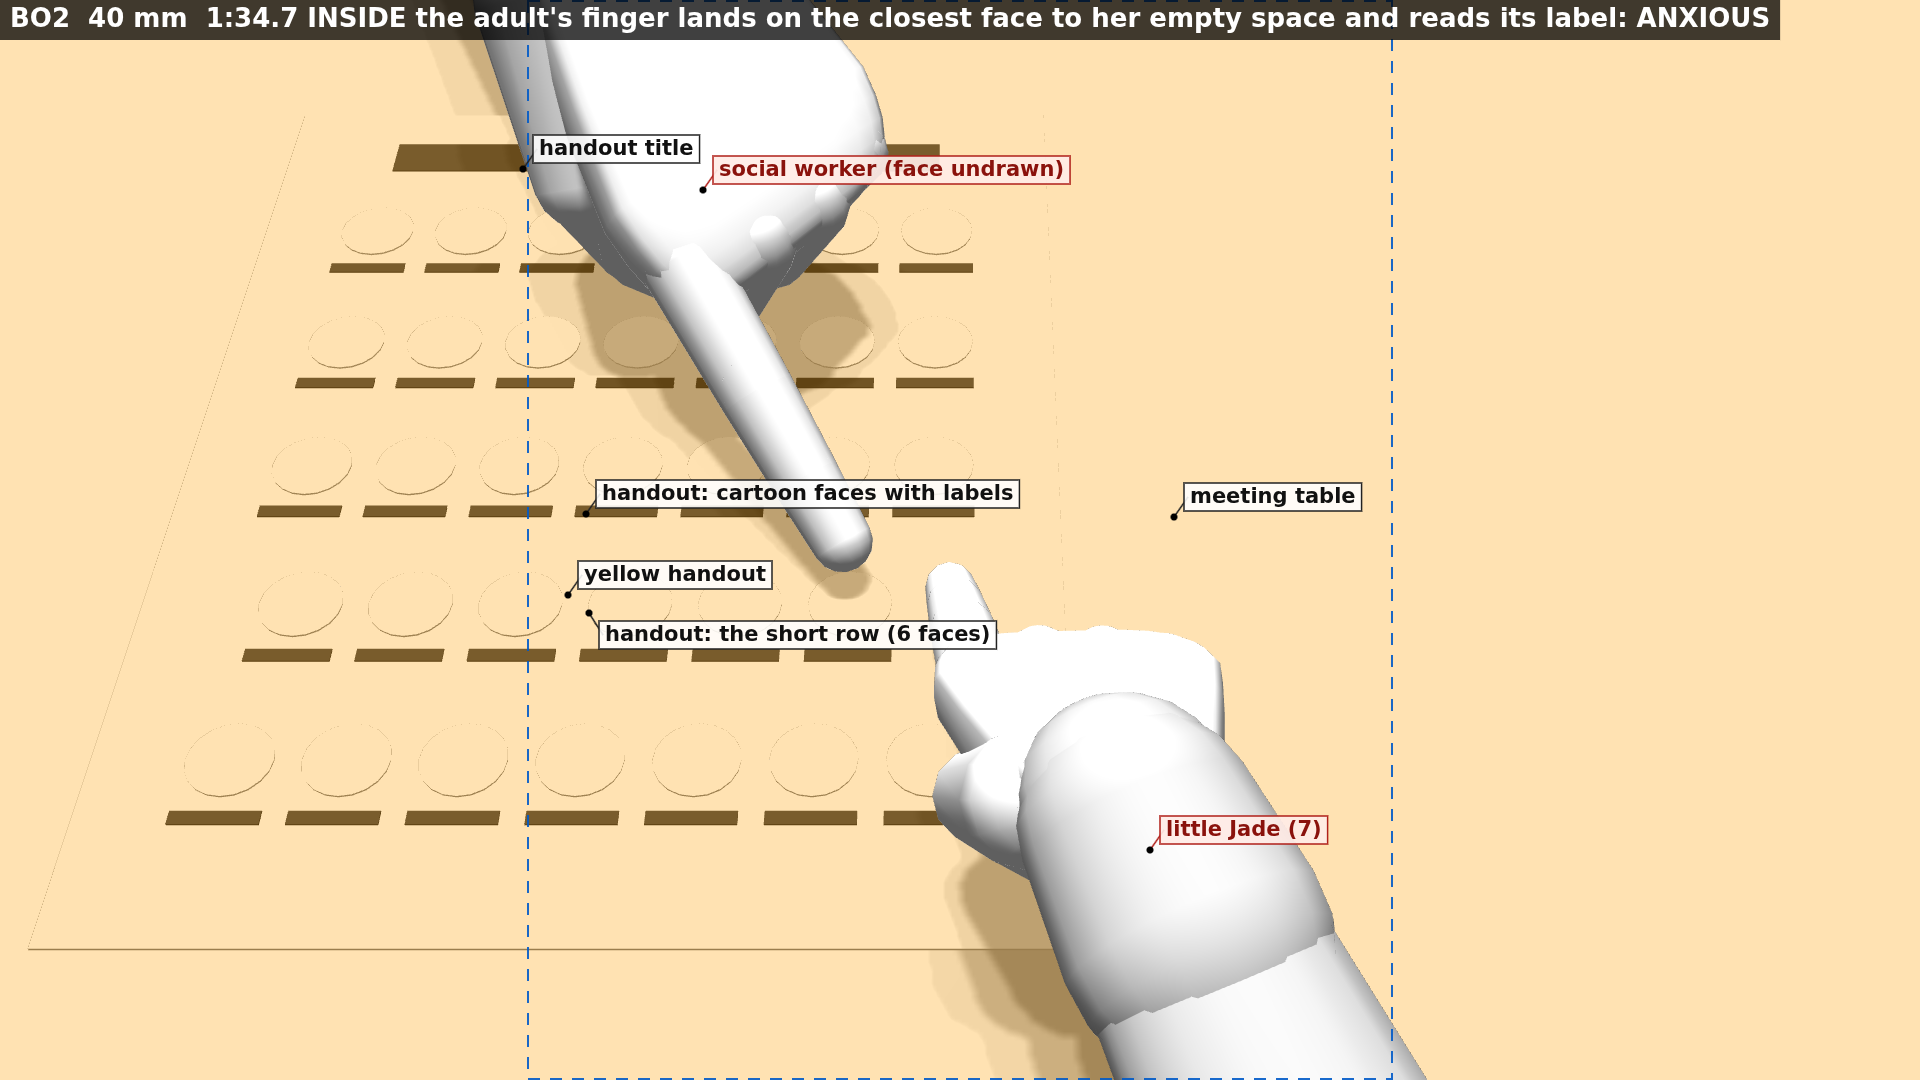 BO2 40 mm 1:34.7 INSIDE the adult's finger lands on the closest face to her empty space and reads its label: ANXIOUS
handout title
social worker (face undrawn)
handout: cartoon faces with labels
meeting table
yellow handout
handout: the short row (6 faces)
little Jade (7)